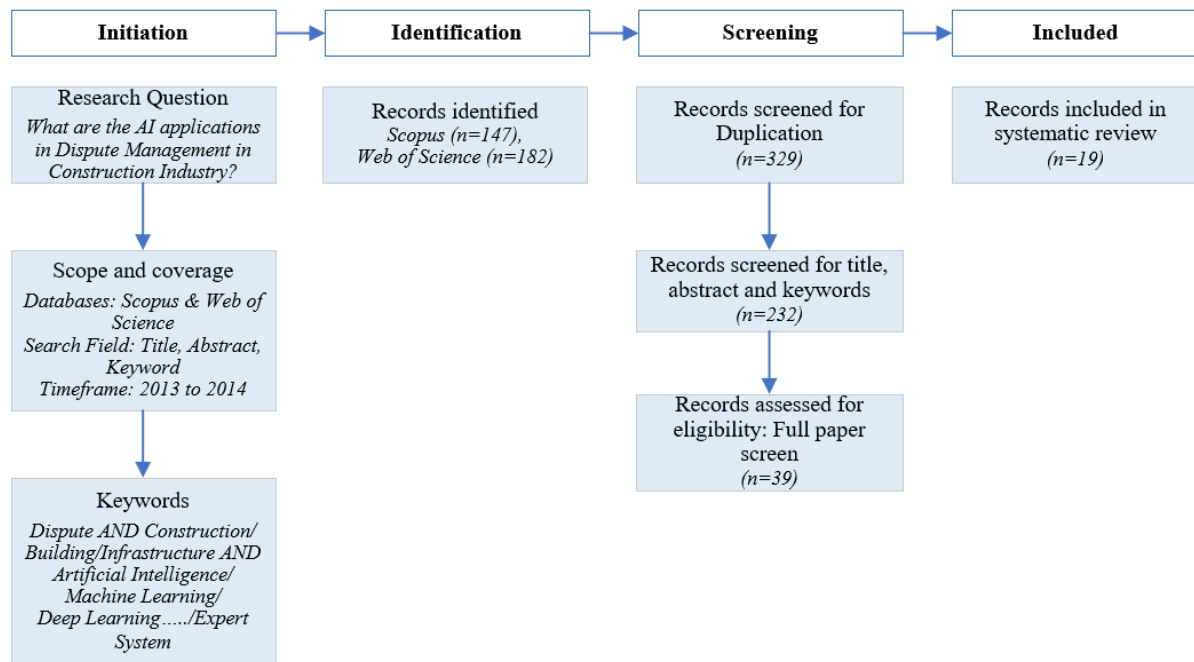 Initiation
Identification
Screening
Included
Research Question
What are the AI applications
in Dispute Management in
Construction Industry?
Scope and coverage
Databases: Scopus & Web of
Science
Search Field: Title, Abstract,
Keyword
Timeframe: 2013 to 2014
Keywords
Dispute AND Construction/
Building/Infrastructure AND
Artificial Intelligence/
Machine Learning/
Deep Learning…../Expert
System
Records identified
Scopus (n=147),
Web of Science (n=182)
Records screened for
Duplication
(n=329)
Records screened for title,
abstract and keywords
(n=232)
Records assessed for
eligibility: Full paper
screen
(n=39)
Records included in
systematic review
(n=19)